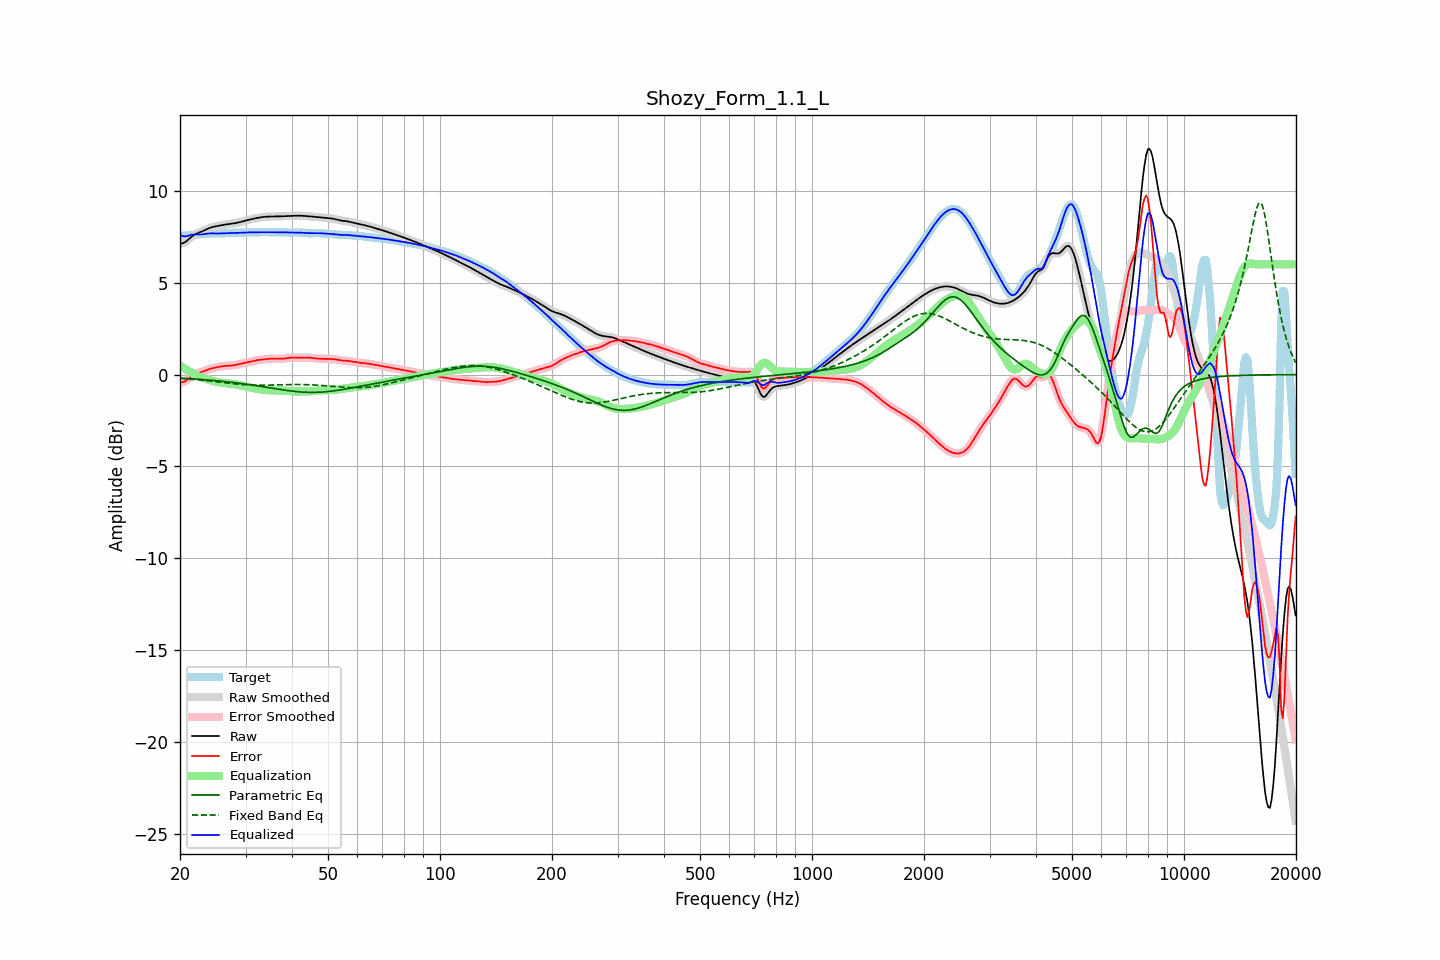 Shozy_Form_1.1_L
Amplitude (dBr)
10
5
0
−5
−10
−15
−20
−25
Target
Raw Smoothed
Error Smoothed
Raw
Error
Equalization
Parametric Eq
Fixed Band Eq
Equalized
20 50 100 200 500 1000 2000 5000 10000 20000
Frequency (Hz)